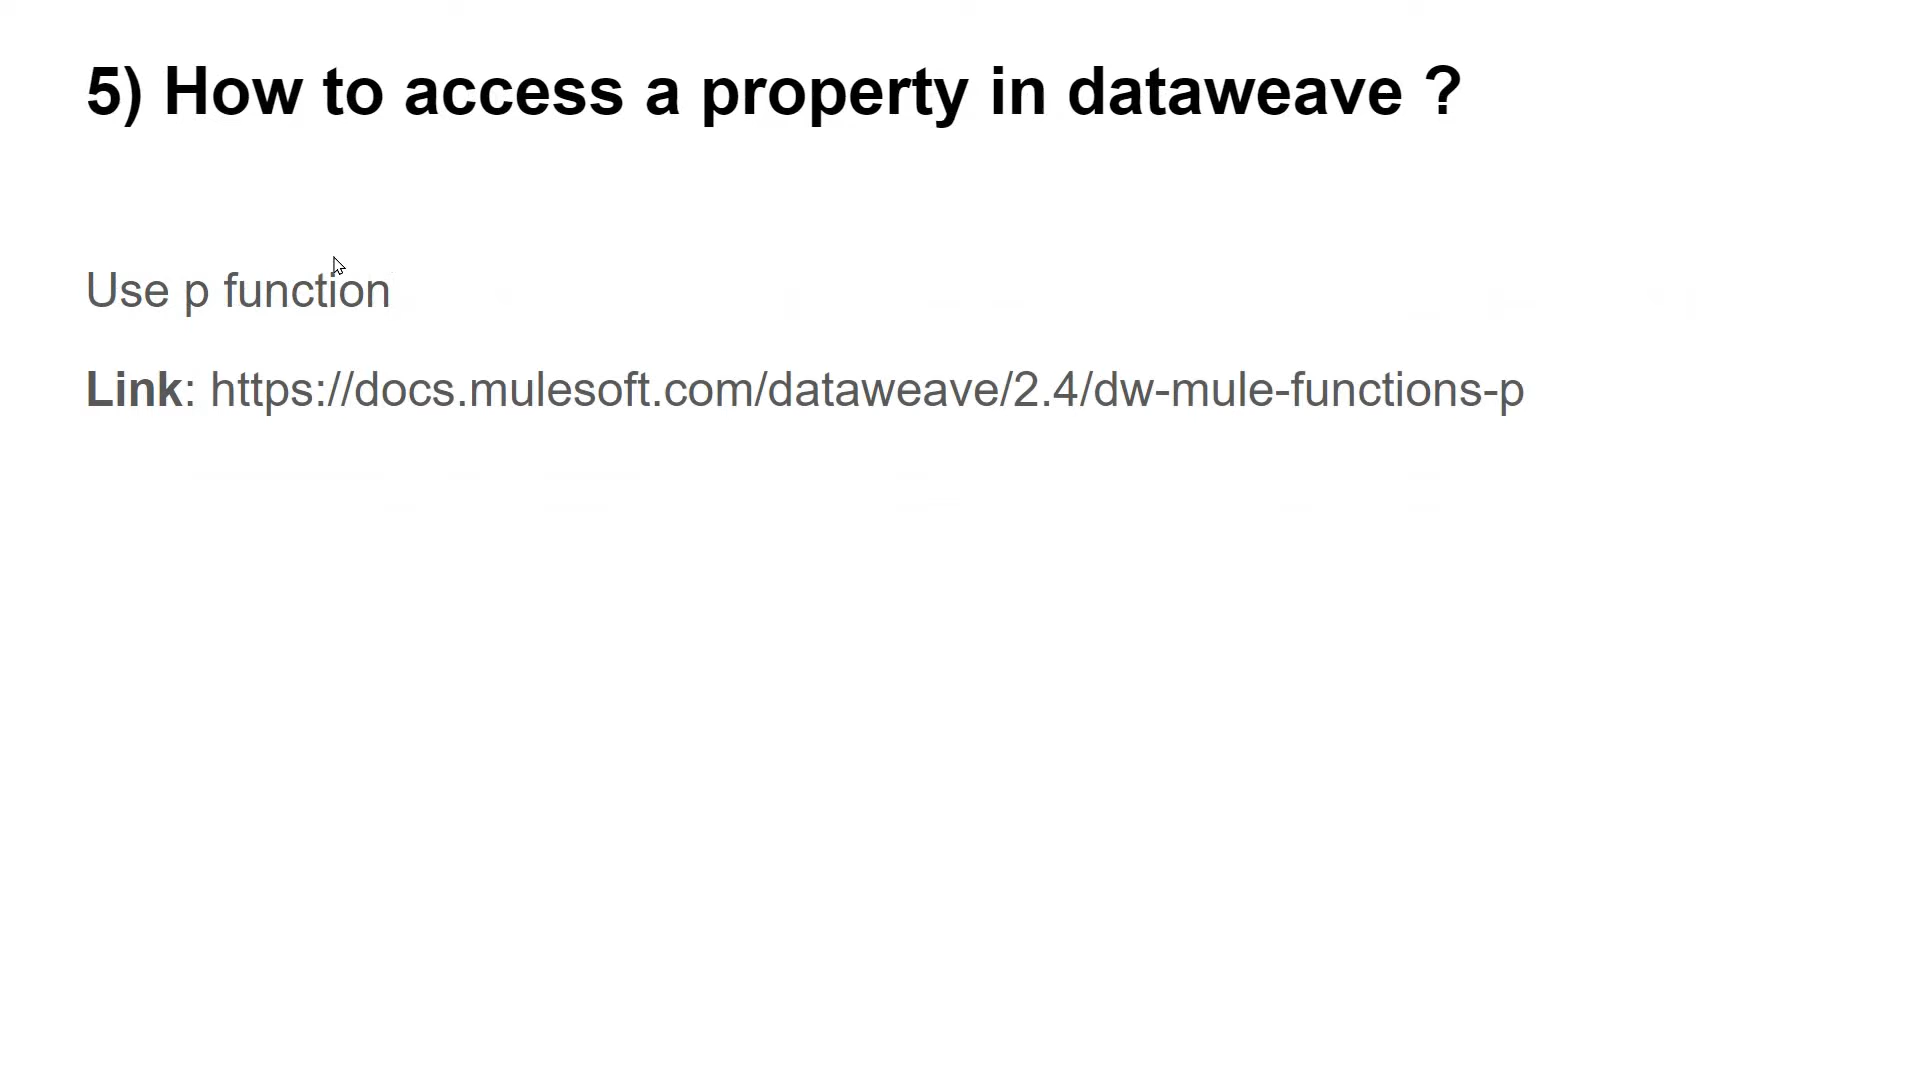 5) How to access a property in dataweave ?
Use p function
Link: https://docs.mulesoft.com/dataweave/2.4/dw-mule-functions-p